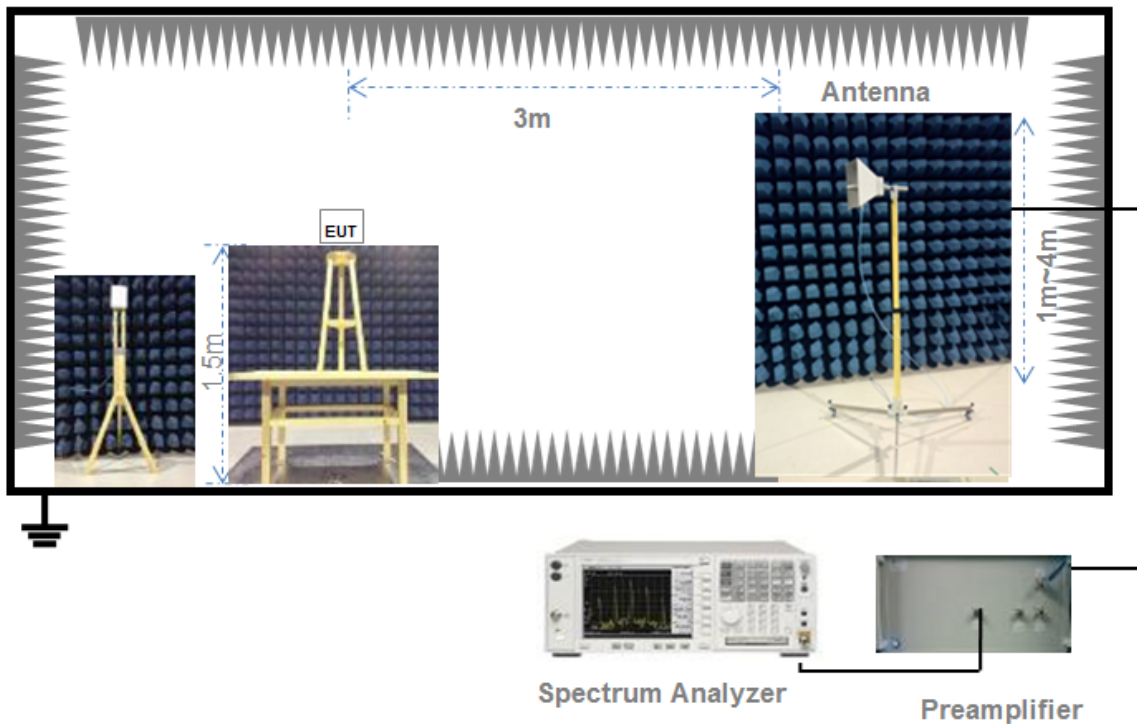 Antenna
3m
EUT
1.5m
1m~4m
Spectrum Analyzer
Preamplifier